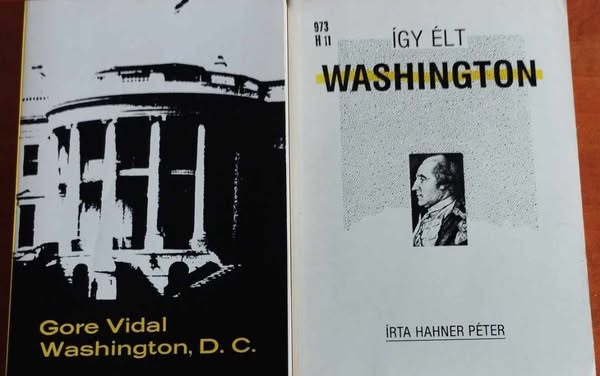 Gore Vidal
Washington, D. C.
973
H 11
ÍGY ÉLT
WASHINGTON
ÍRTA HAHNER PÉTER